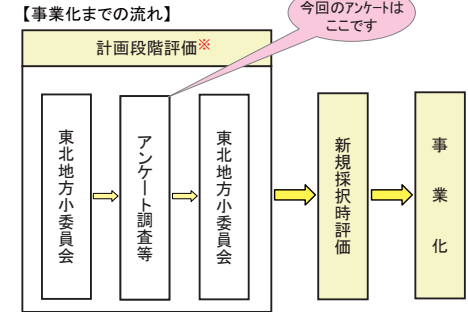 【事業化までの流れ】
今回のアンケートは
ここです
計画段階評価※
東北地方小委員会
アンケート調査等
東北地方小委員会
新規採択時評価
事業化